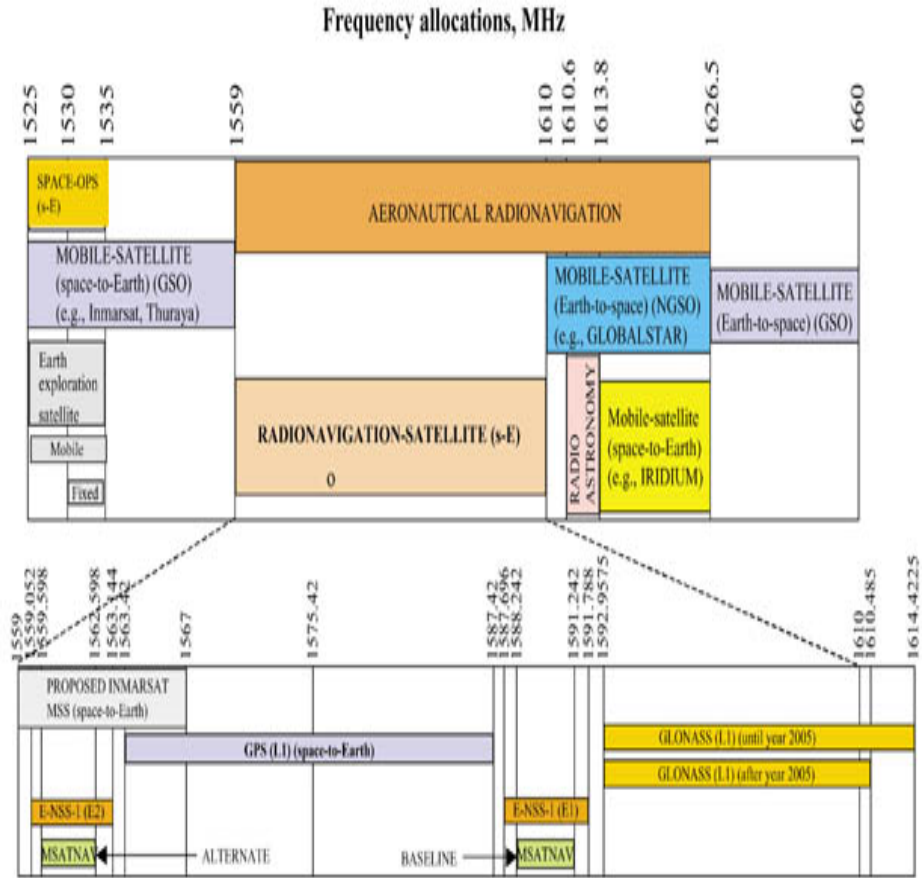 Frequency allocations, MHz
1525
1530
1535
1559
1610
1610.6
1613.8
1626.5
1660
SPACE-OPS
(s-E)
AERONAUTICAL RADIONAVIGATION
MOBILE-SATELLITE
(space-to-Earth) (GSO)
(e.g., Inmarsat, Thuraya)
MOBILE-SATELLITE
(Earth-to-space) (NGSO)
(e.g., GLOBALSTAR)
MOBILE-SATELLITE
(Earth-to-space) (GSO)
Earth
exploration
satellite
Mobile
Fixed
RADIONAVIGATION-SATELLITE (s-E)
O
RADIO
ASTRONOMY
Mobile-satellite
(space-to-Earth)
(e.g., IRIDIUM)
1559
1559.052
1559.598
1562.598
1563.144
1563.42
1567
1575.42
1587.42
1587.696
1588.242
1591.242
1591.788
1592.9575
1610
1610.485
1614.4225
PROPOSED INMARSAT
MSS (space-to-Earth)
GPS (L1) (space-to-Earth)
GLONASS (L1) (until year 2005)
GLONASS (L1) (after year 2005)
E-NSS-1 (E2)
E-NSS-1 (E1)
MSATNAV
ALTERNATE
BASELINE
MSATNAV